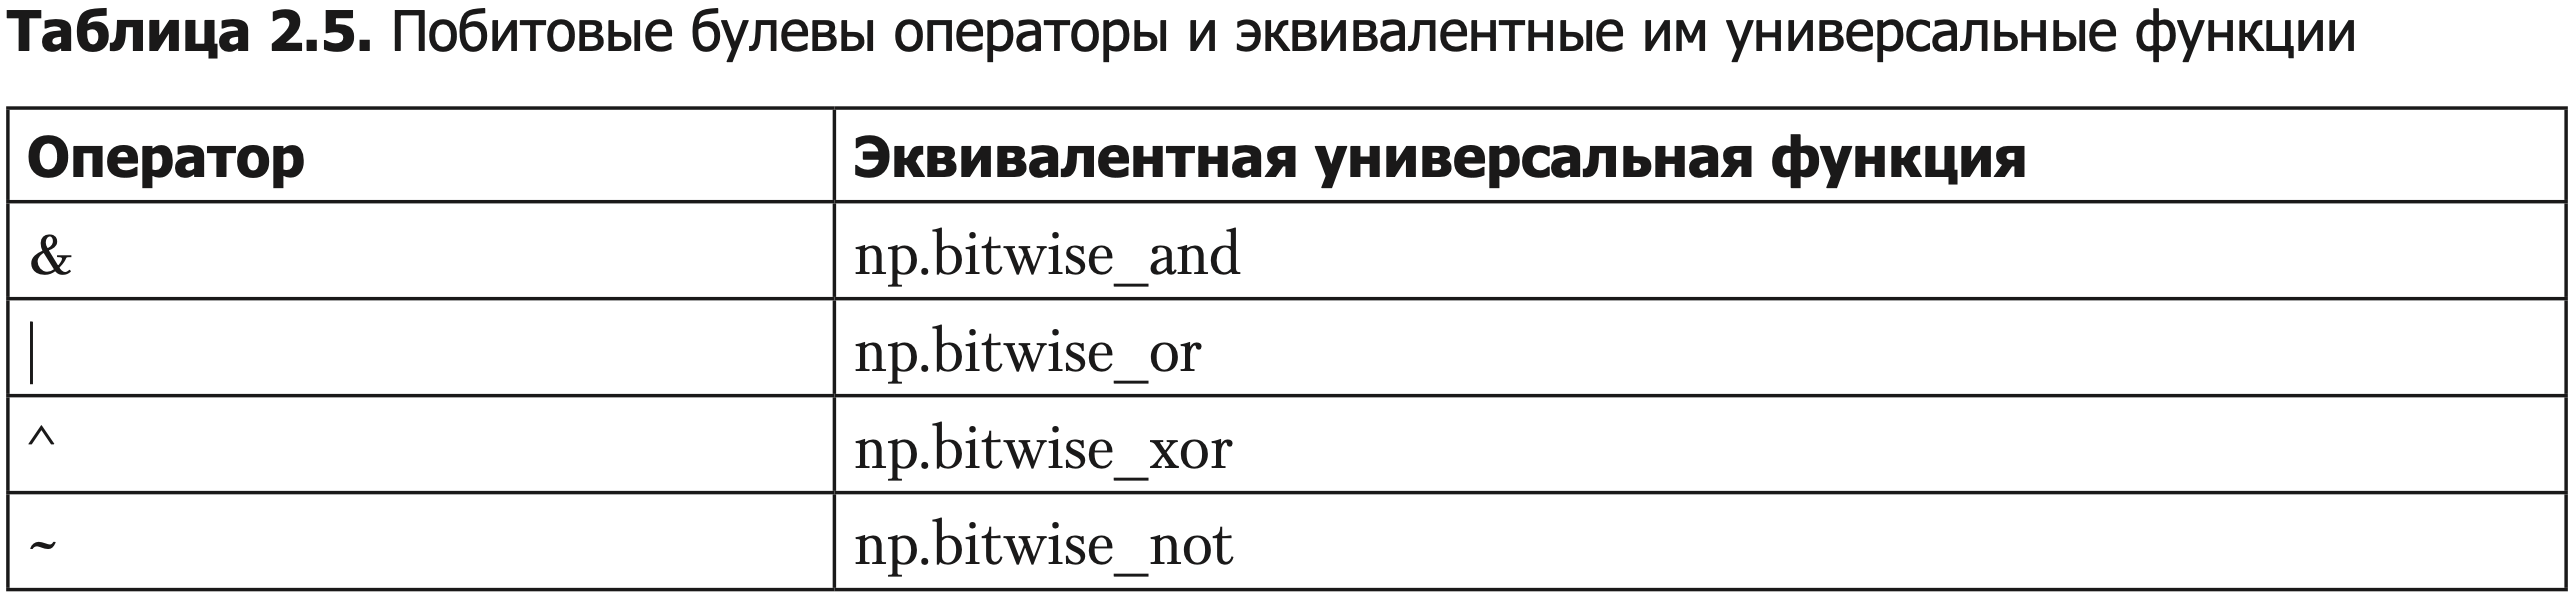 Таблица 2.5. Побитовые булевы операторы и эквивалентные им универсальные функции
Оператор Эквивалентная универсальная функция
& np.bitwise_and
| np.bitwise_or
^ np.bitwise_xor
~ np.bitwise_not